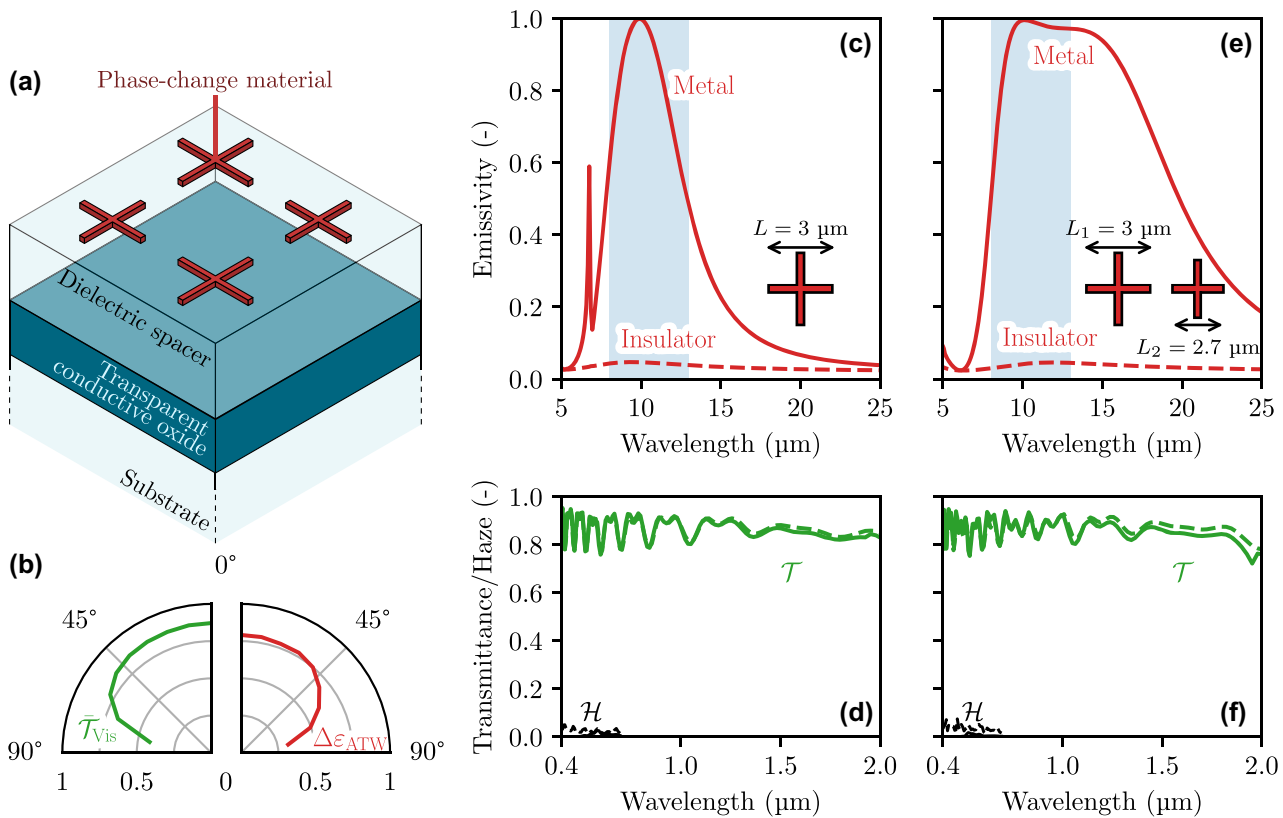 (a)
Phase-change material
Dielectric spacer
Transparent
conductive oxide
Substrate
(b)
0°
45°
45°
90°
90°
𝒯̄Vis
Δε_ATW
1
0.5
0
0.5
1
(c)
Emissivity (-)
1.0
0.8
0.6
0.4
0.2
0.0
Metal
L = 3 µm
Insulator
5
10
15
20
25
Wavelength (µm)
(e)
Metal
L₁ = 3 µm
Insulator
L₂ = 2.7 µm
5
10
15
20
25
Wavelength (µm)
Transmittance/Haze (-)
1.0
0.8
0.6
0.4
0.2
0.0
𝒯
ℋ
(d)
0.4
1.0
1.5
2.0
Wavelength (µm)
𝒯
ℋ
(f)
0.4
1.0
1.5
2.0
Wavelength (µm)